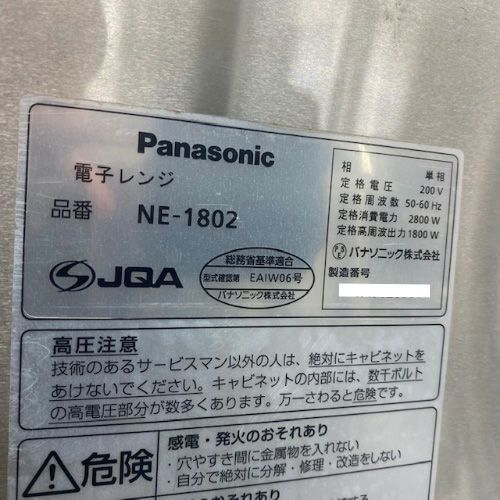 Panasonic
電子レンジ
品番 NE-1802
JQA
総務省基準適合
型式確認第 EAIW06号
パナソニック株式会社
相 単相
定格電圧 200 V
定格周波数 50-60 Hz
定格消費電力 2800 W
定格高周波出力 1800 W
PSE パナソニック株式会社
製造番号
高圧注意
技術のあるサービスマン以外の人は、絶対にキャビネットを
あけないでください。キャビネットの内部には、数千ボルト
の高電圧部分が数多くあります。万一さわると危険です。
危険
感電・発火のおそれあり
・穴やすき間に金属物を入れない
・自分で絶対に分解・修理・改造をしない